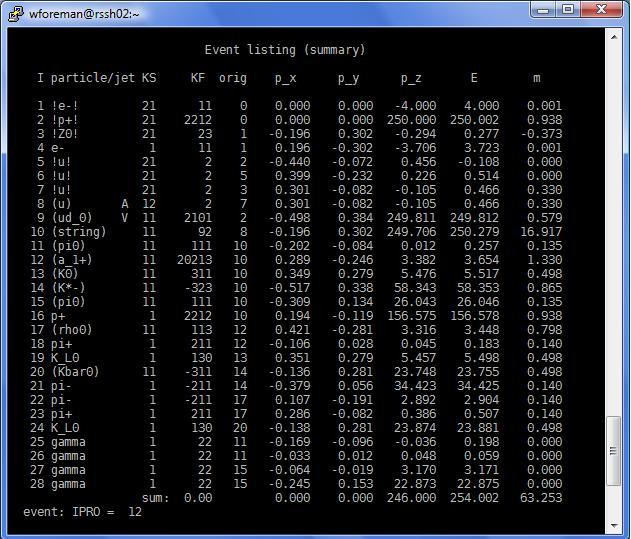 wforeman@rssh02:~
Event listing (summary)
I particle/jet KS KF orig p_x p_y p_z E m
1 !e-! 21 11 0 0.000 0.000 -4.000 4.000 0.001
2 !p+! 21 2212 0 0.000 0.000 250.000 250.002 0.938
3 !Z0! 21 23 1 -0.196 0.302 -0.294 0.277 -0.373
4 e- 1 11 1 0.196 -0.302 -3.706 3.723 0.001
5 !u! 21 2 2 -0.440 -0.072 0.456 -0.108 0.000
6 !u! 21 2 5 0.399 -0.232 0.226 0.514 0.000
7 !u! 21 2 3 0.301 -0.082 -0.105 0.466 0.330
8 (u) A 12 2 7 0.301 -0.082 -0.105 0.466 0.330
9 (ud_0) V 11 2101 2 -0.498 0.384 249.811 249.812 0.579
10 (string) 11 92 8 -0.196 0.302 249.706 250.279 16.917
11 (pi0) 11 111 10 -0.202 -0.084 0.012 0.257 0.135
12 (a_1+) 11 20213 10 0.289 -0.246 3.382 3.654 1.330
13 (K0) 11 311 10 0.349 0.279 5.476 5.517 0.498
14 (K*-) 11 -323 10 -0.517 0.338 58.343 58.353 0.865
15 (pi0) 11 111 10 -0.309 0.134 26.043 26.046 0.135
16 p+ 1 2212 10 0.194 -0.119 156.575 156.578 0.938
17 (rho0) 11 113 12 0.421 -0.281 3.316 3.448 0.798
18 pi+ 1 211 12 -0.106 0.028 0.045 0.183 0.140
19 K_L0 1 130 13 0.351 0.279 5.457 5.498 0.498
20 (Kbar0) 11 -311 14 -0.136 0.281 23.748 23.755 0.498
21 pi- 1 -211 14 -0.379 0.056 34.423 34.425 0.140
22 pi- 1 -211 17 0.107 -0.191 2.892 2.904 0.140
23 pi+ 1 211 17 0.286 -0.082 0.386 0.507 0.140
24 K_L0 1 130 20 -0.138 0.281 23.874 23.881 0.498
25 gamma 1 22 11 -0.169 -0.096 -0.036 0.198 0.000
26 gamma 1 22 11 -0.033 0.012 0.048 0.059 0.000
27 gamma 1 22 15 -0.064 -0.019 3.170 3.171 0.000
28 gamma 1 22 15 -0.245 0.153 22.873 22.875 0.000
sum: 0.00 0.000 0.000 246.000 254.002 63.253
event: IPRO = 12